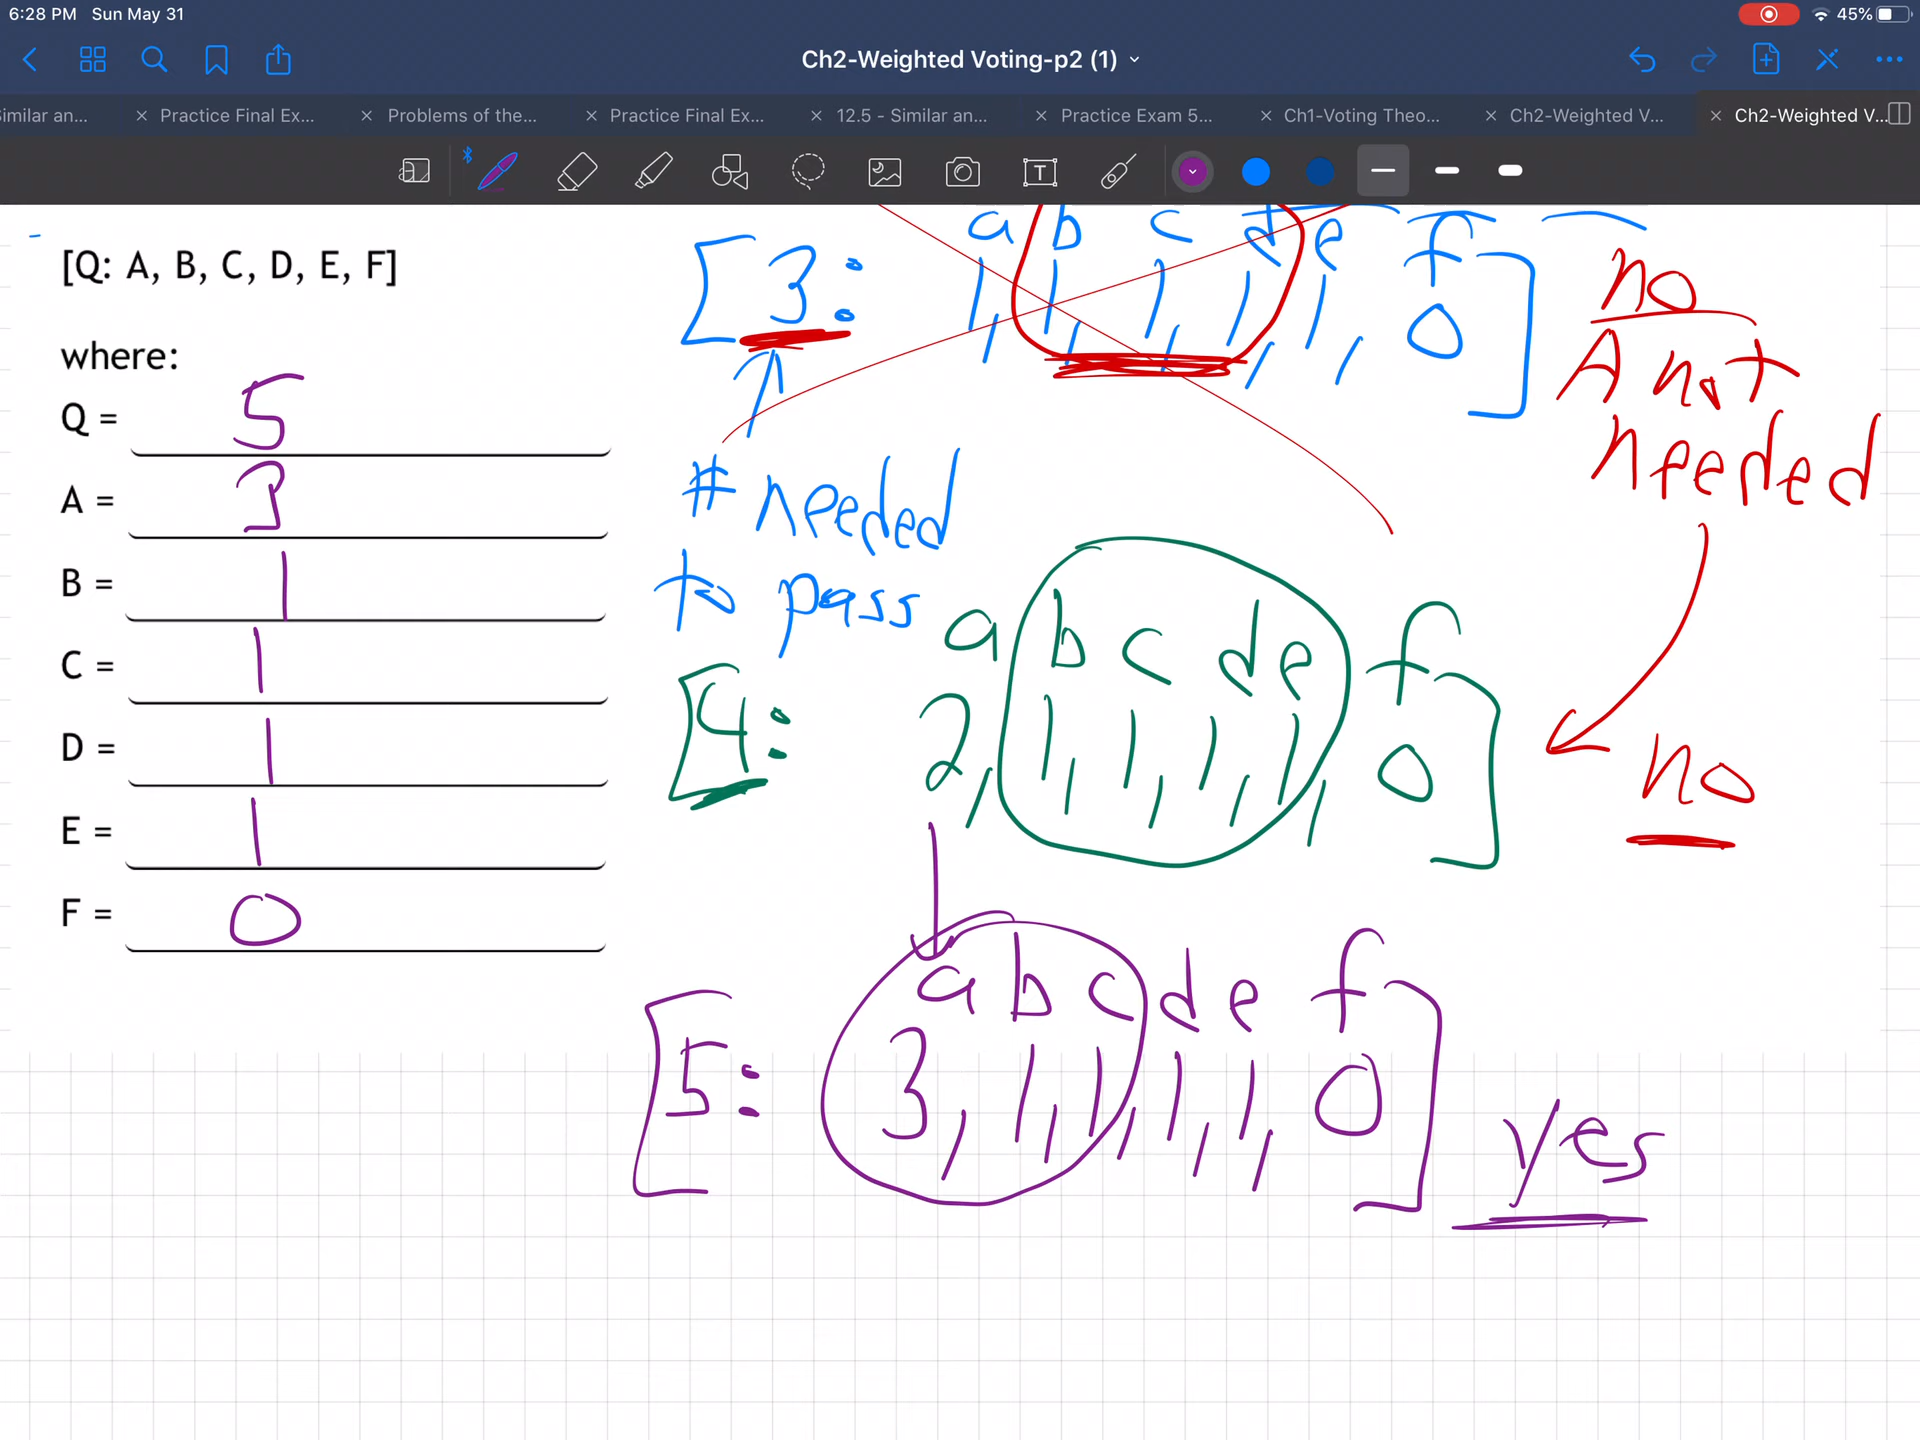 6:28 PM Sun May 31
45%
Ch2-Weighted Voting-p2 (1)
Similar an... × Practice Final Ex... × Problems of the... × Practice Final Ex... × 12.5 - Similar an... × Practice Exam 5... × Ch1-Voting Theo... × Ch2-Weighted V... × Ch2-Weighted V...
T
[Q: A, B, C, D, E, F]
where:
Q = 5
A = 3
B = 1
C = 1
D = 1
E = 1
F = 0
a b c d e f
[3: 1, 1, 1, 1, 1, 0]
no
A not
needed
# needed
to pass
a b c d e f
[4: 2, 1, 1, 1, 1, 0]
no
a b c d e f
[5: 3, 1, 1, 1, 1, 0]
yes